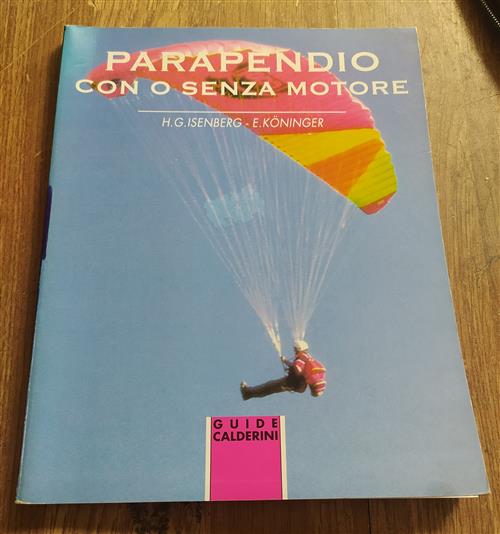 PARAPENDIO
CON O SENZA MOTORE
H.G.ISENBERG - E.KÖNINGER
GUIDE
CALDERINI